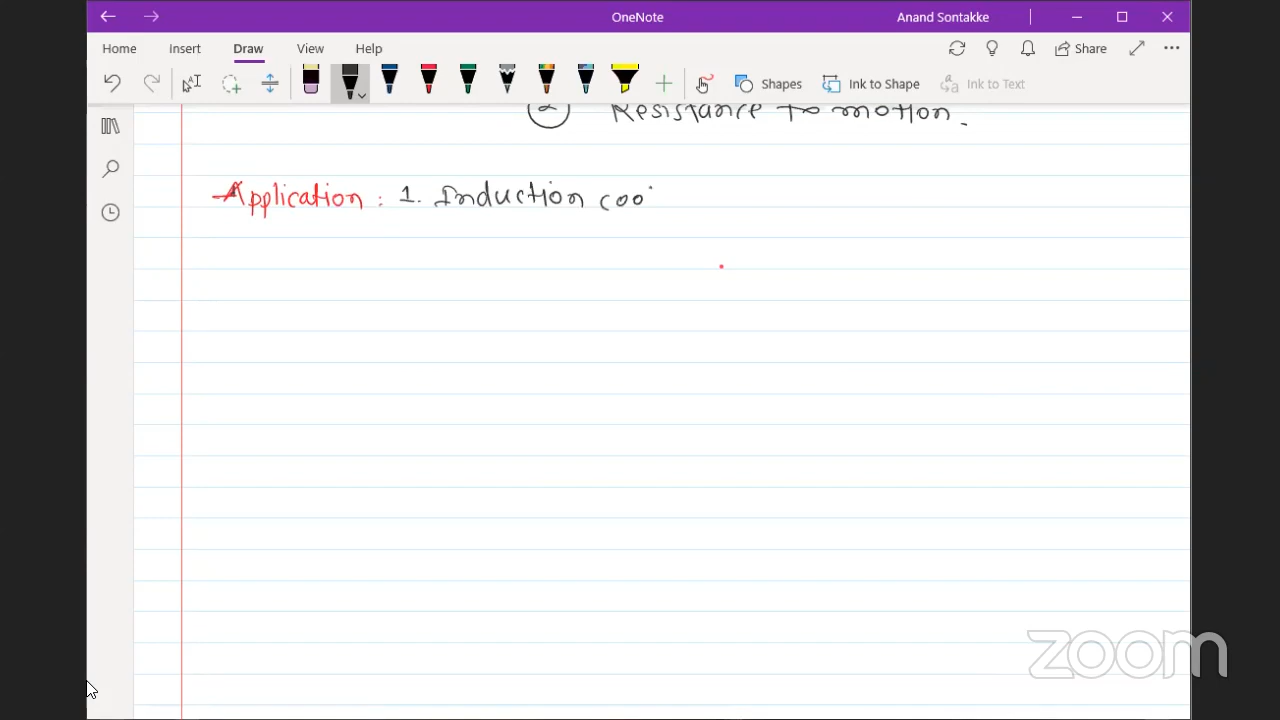 OneNote
Anand Sontakke
Home Insert Draw View Help Share
Shapes Ink to Shape Ink to Text
2 Resistance to motion.
Application : 1. Induction coo
zoom